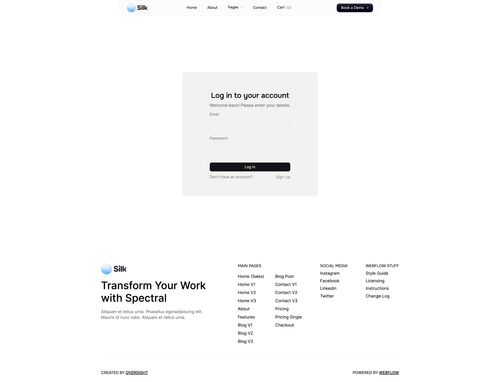 Silk
Home About Pages Contact Cart (0)
Book a Demo
Log in to your account
Welcome back! Please enter your details.
Email
Password
Log in
Don't have an account? Sign Up
Silk
Transform Your Work
with Spectral
Aliquam et letius urna. Phasellus egetadipiscing elit.
Mauris id nunc odio. Aliquam et letius urna.
MAIN PAGES
Home (Sales)
Home V1
Home V2
Home V3
About
Features
Blog V1
Blog V2
Blog V3
Blog Post
Contact V1
Contact V2
Contact V3
Pricing
Pricing Single
Checkout
SOCIAL MEDIA
Instagram
Facebook
Linkedin
Twitter
WEBFLOW STUFF
Style Guide
Licensing
Instructions
Change Log
CREATED BY OVERSIGHT
POWERED BY WEBFLOW